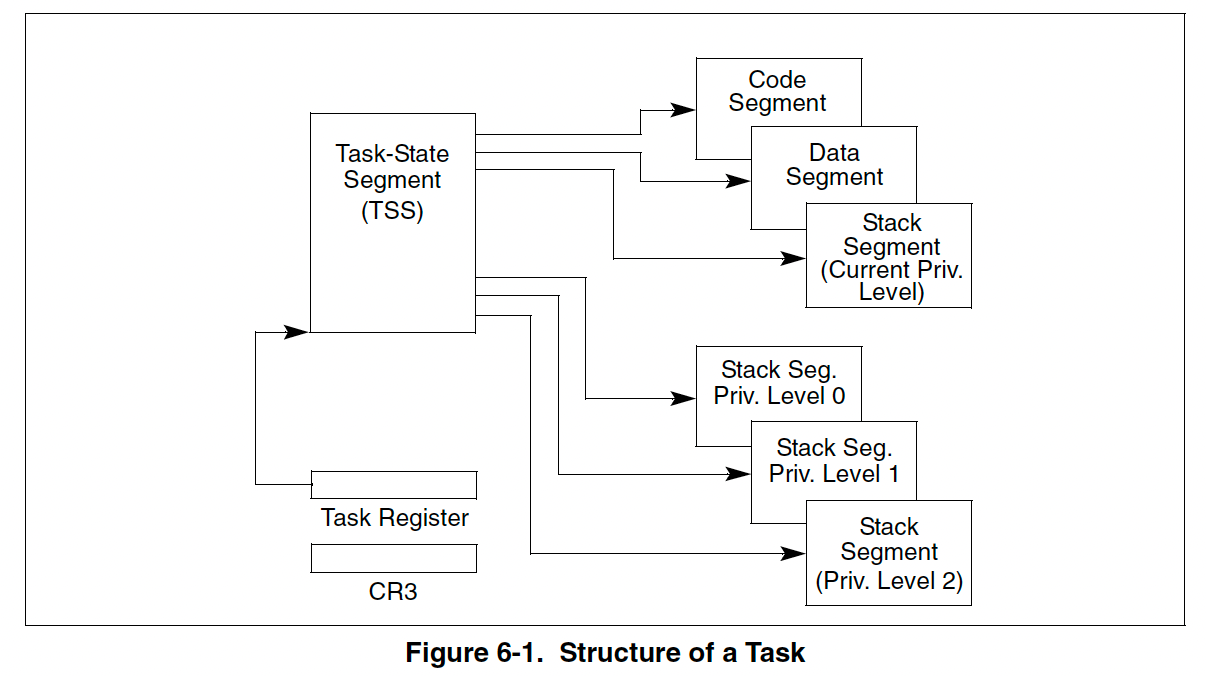 Code
Segment
Task-State
Segment
(TSS)
Data
Segment
Stack
Segment
(Current Priv.
Level)
Stack Seg.
Priv. Level 0
Stack Seg.
Priv. Level 1
Task Register
Stack
Segment
(Priv. Level 2)
CR3
Figure 6-1. Structure of a Task